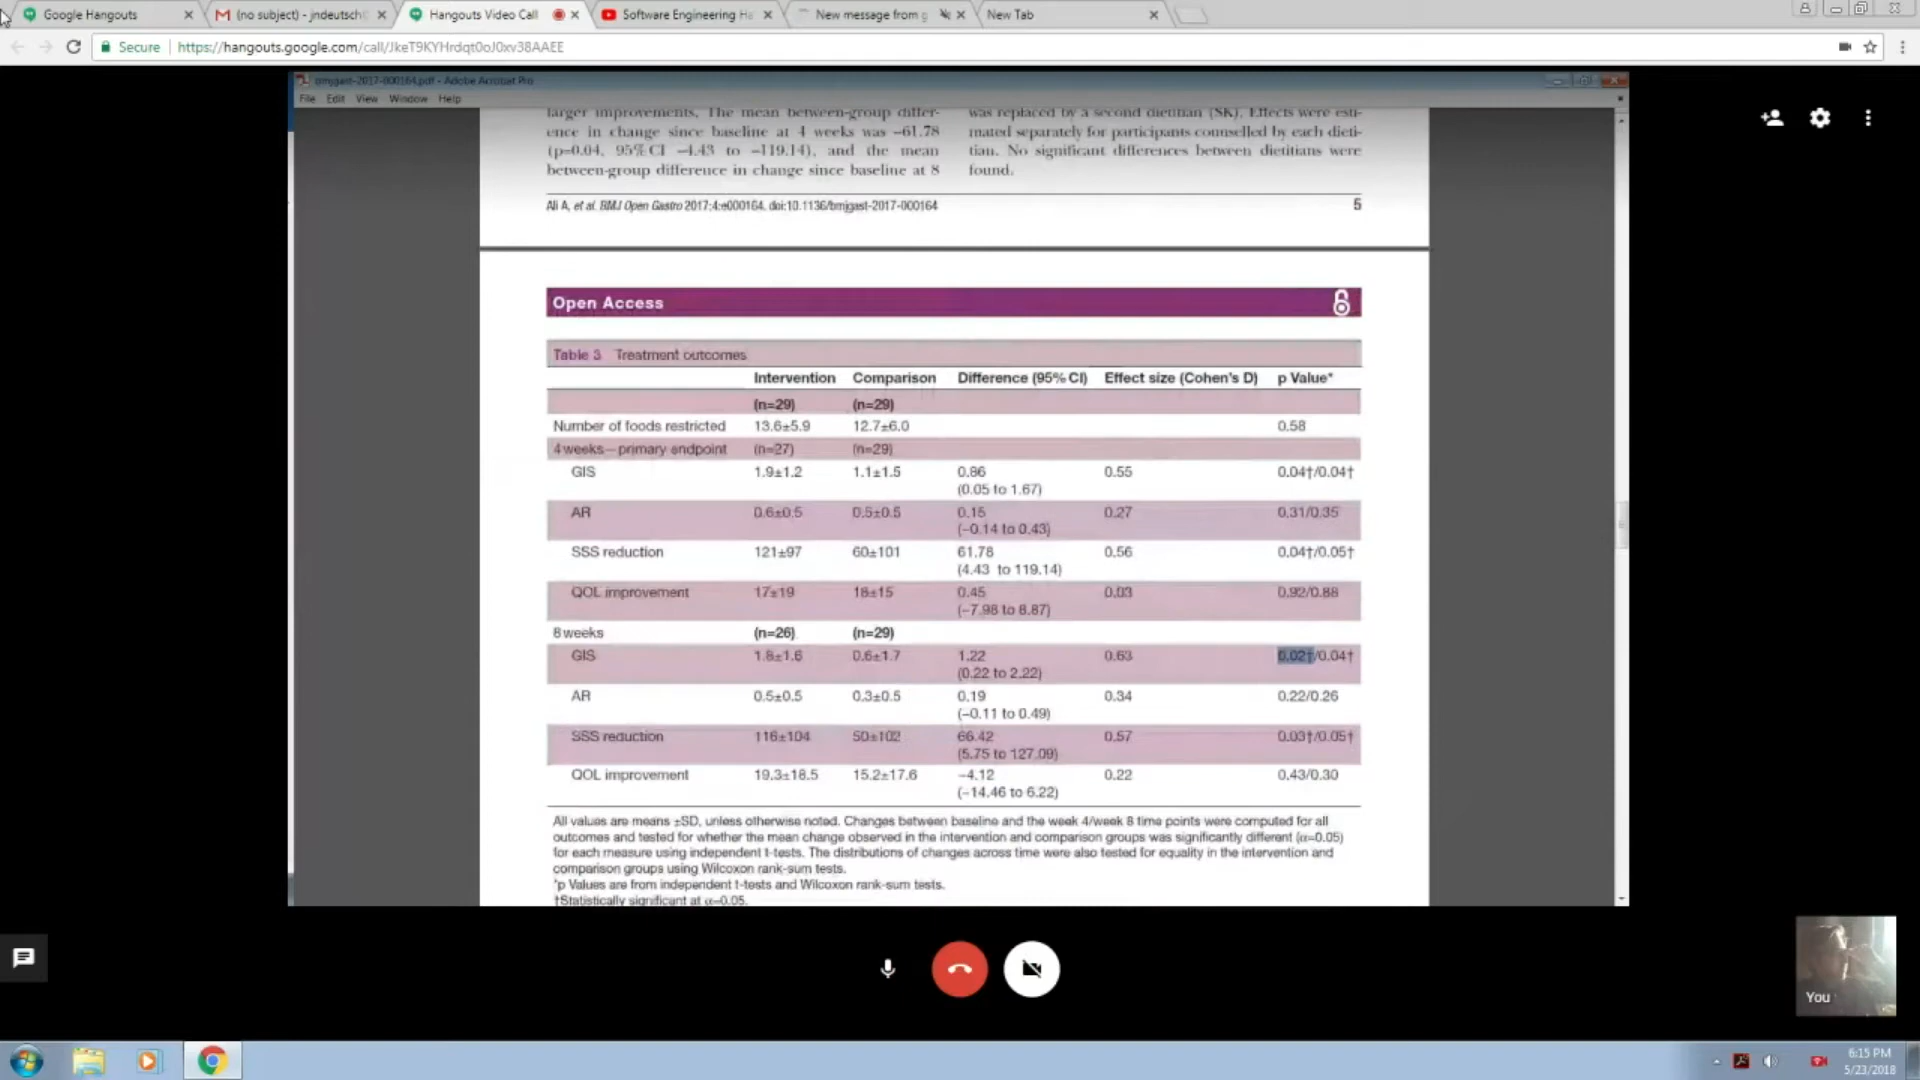 Google Hangouts
(no subject) - jndeutsch
Hangouts Video Call
Software Engineering Ha
New message from g
New Tab
Secure
https://hangouts.google.com/call/JkeT9KYHrdqt0oJ0xv38AAEE
bmjgast-2017-000164.pdf - Adobe Acrobat Pro
File Edit View Window Help
larger improvements. The mean between-group differ-
ence in change since baseline at 4 weeks was −61.78
(p=0.04, 95% CI −4.43 to −119.14), and the mean
between-group difference in change since baseline at 8
was replaced by a second dietitian (SK). Effects were esti-
mated separately for participants counselled by each dieti-
tian. No significant differences between dietitians were
found.
Ali A, et al. BMJ Open Gastro 2017;4:e000164. doi:10.1136/bmjgast-2017-000164
5
Open Access
Table 3 Treatment outcomes
Intervention Comparison Difference (95% CI) Effect size (Cohen's D) p Value*
(n=29) (n=29)
Number of foods restricted 13.6±5.9 12.7±6.0 0.58
4 weeks—primary endpoint (n=27) (n=29)
GIS 1.9±1.2 1.1±1.5 0.86 0.55 0.04†/0.04†
(0.05 to 1.67)
AR 0.6±0.5 0.5±0.5 0.15 0.27 0.31/0.35
(−0.14 to 0.43)
SSS reduction 121±97 60±101 61.78 0.56 0.04†/0.05†
(4.43 to 119.14)
QOL improvement 17±19 16±15 0.45 0.03 0.92/0.88
(−7.98 to 8.87)
8 weeks (n=26) (n=29)
GIS 1.8±1.6 0.6±1.7 1.22 0.63 0.02†/0.04†
(0.22 to 2.22)
AR 0.5±0.5 0.3±0.5 0.19 0.34 0.22/0.26
(−0.11 to 0.49)
SSS reduction 116±104 50±102 66.42 0.57 0.03†/0.05†
(5.75 to 127.09)
QOL improvement 19.3±18.5 15.2±17.6 −4.12 0.22 0.43/0.30
(−14.46 to 6.22)
All values are means ±SD, unless otherwise noted. Changes between baseline and the week 4/week 8 time points were computed for all
outcomes and tested for whether the mean change observed in the intervention and comparison groups was significantly different (α=0.05)
for each measure using independent t-tests. The distributions of changes across time were also tested for equality in the intervention and
comparison groups using Wilcoxon rank-sum tests.
*p Values are from independent t-tests and Wilcoxon rank-sum tests.
†Statistically significant at α=0.05.
You
6:15 PM
5/23/2018